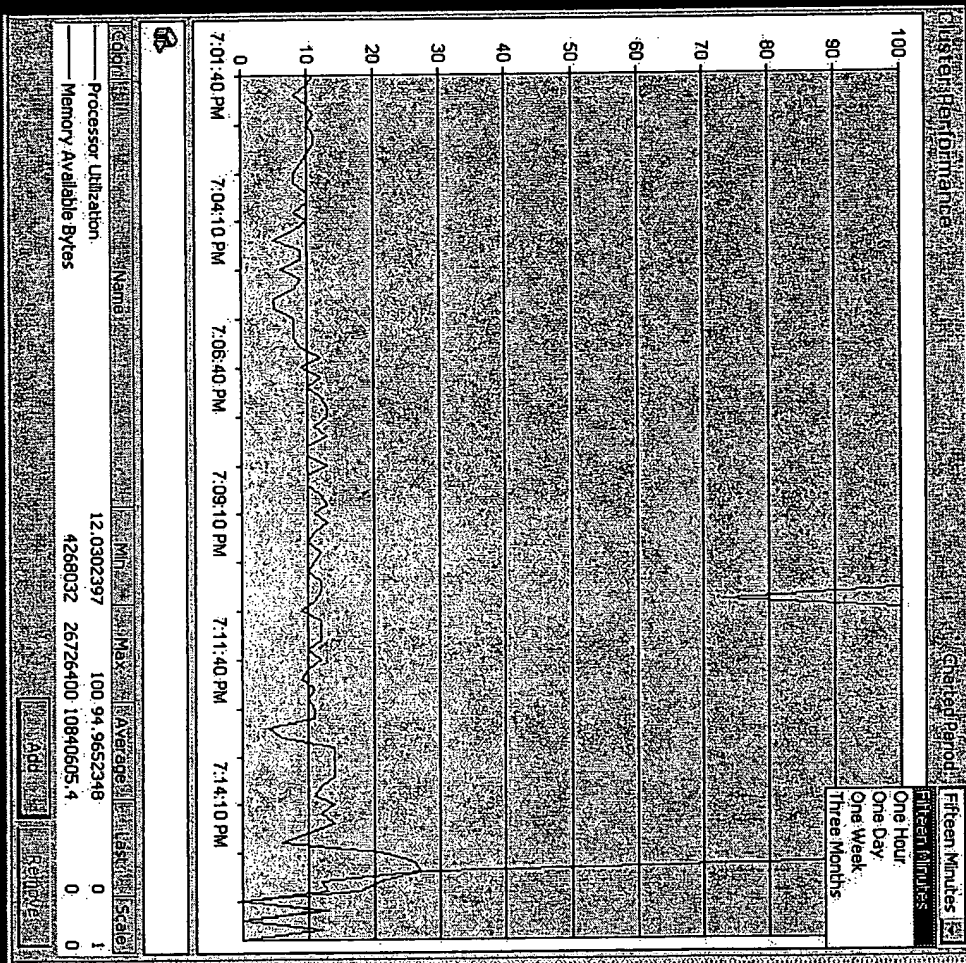 Cluster Performance Charted Period: Fifteen Minutes
Fifteen Minutes
One Hour
One Day
One Week
Three Months
100
90
80
70
60
50
40
30
20
10
0
7:01:40 PM 7:04:10 PM 7:06:40 PM 7:09:10 PM 7:11:40 PM 7:14:10 PM
Color Name Min Max Average Last Scale
Processor Utilization 12.0302397 100 94.9652348 0 1
Memory Available Bytes 4268032 26726400 10840605.4 0 0
Add Remove